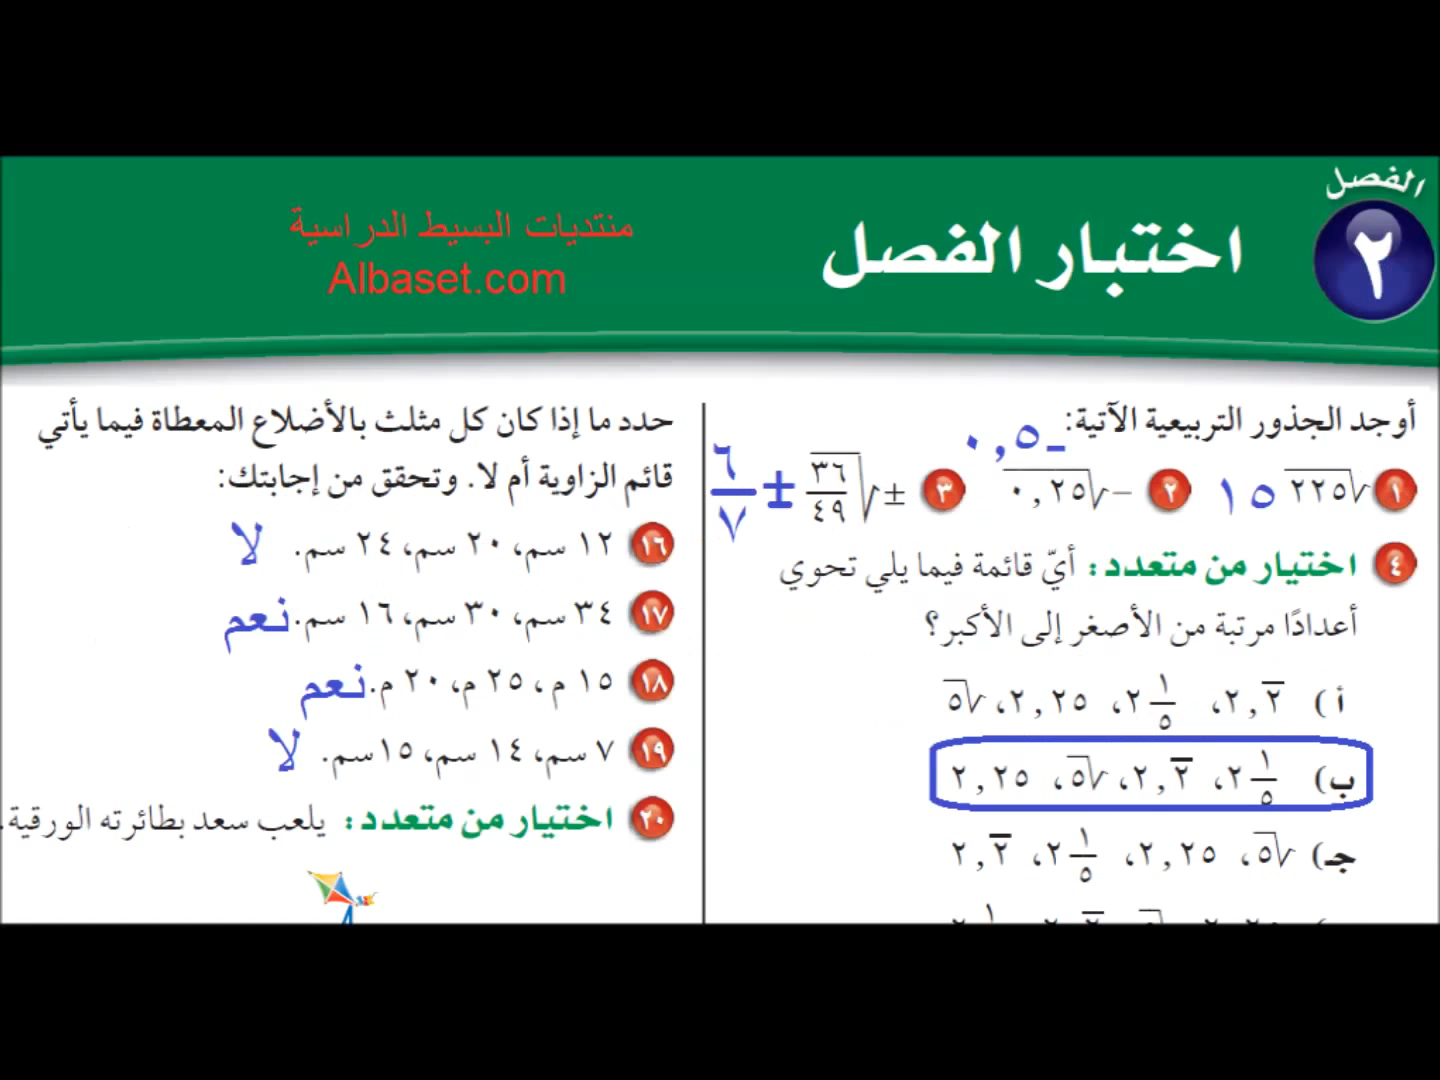 الفصل
٢
اختبار الفصل
منتديات البسيط الدراسية
Albaset.com
أوجد الجذور التربيعية الآتية:
١ √٢٢٥ ١٥
٢ −√٠,٢٥ ـ٠,٥
٣ ±√(٣٦/٤٩) ± ٦/٧
٤ اختيار من متعدد: أيّ قائمة فيما يلي تحوي
أعدادًا مرتبة من الأصغر إلى الأكبر؟
أ) ٢,٢̅، ٢ ١/٥، ٢,٢٥، √٥
ب) ٢ ١/٥، ٢,٢̅، √٥، ٢,٢٥
جـ) √٥، ٢,٢٥، ٢ ١/٥، ٢,٢̅
حدد ما إذا كان كل مثلث بالأضلاع المعطاة فيما يأتي
قائم الزاوية أم لا. وتحقق من إجابتك:
١٦ ١٢ سم، ٢٠ سم، ٢٤ سم. لا
١٧ ٣٤ سم، ٣٠ سم، ١٦ سم. نعم
١٨ ١٥ م، ٢٥ م، ٢٠ م. نعم
١٩ ٧ سم، ١٤ سم، ١٥ سم. لا
٢٠ اختيار من متعدد: يلعب سعد بطائرته الورقية.